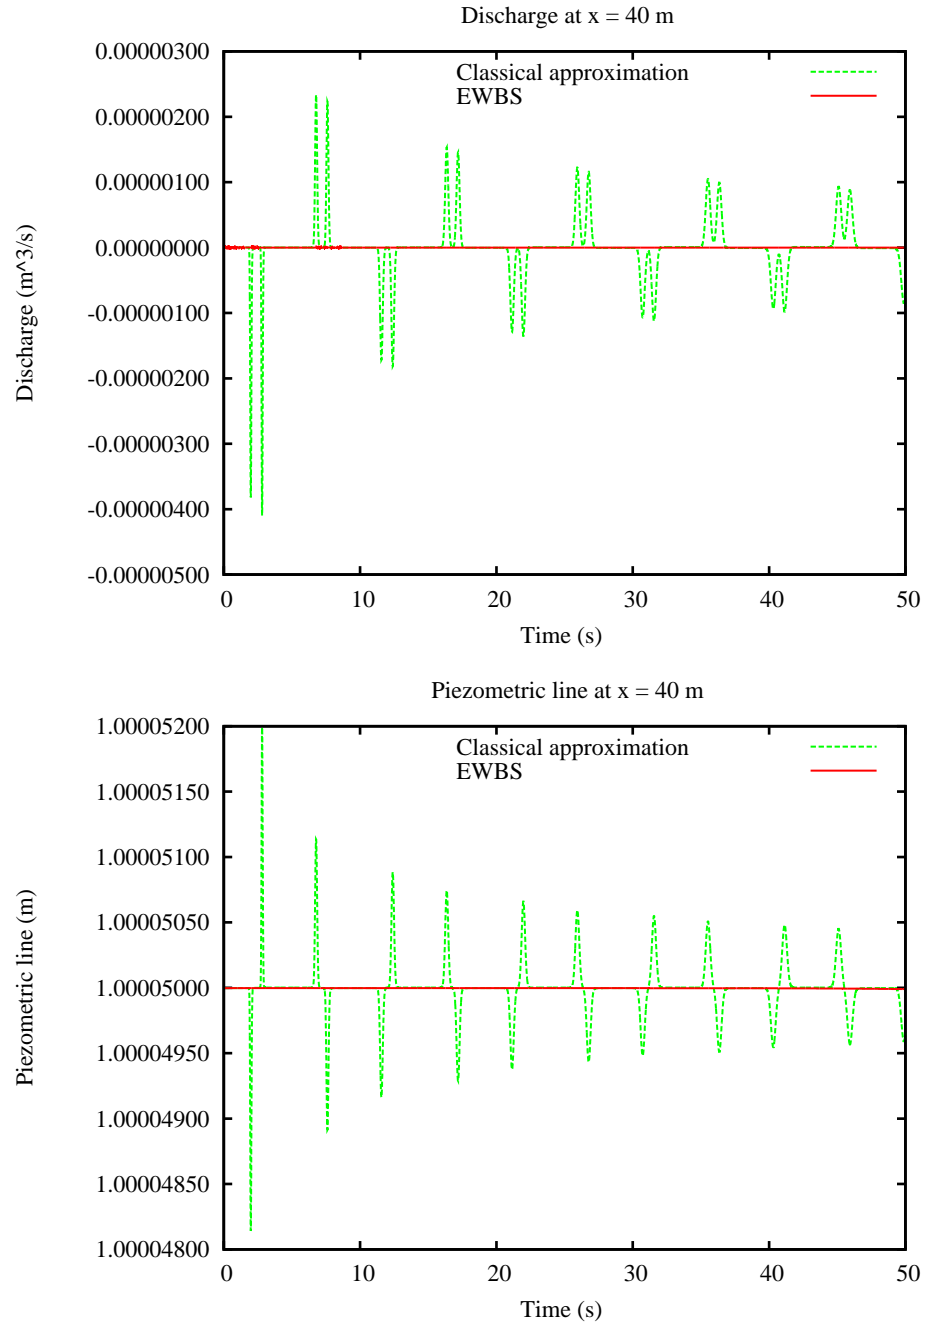 Discharge at x = 40 m
0.00000300
0.00000200
0.00000100
0.00000000
-0.00000100
-0.00000200
-0.00000300
-0.00000400
-0.00000500
Discharge (m^3/s)
Classical approximation
EWBS
0 10 20 30 40 50
Time (s)
Piezometric line at x = 40 m
1.00005200
1.00005150
1.00005100
1.00005050
1.00005000
1.00004950
1.00004900
1.00004850
1.00004800
Piezometric line (m)
Classical approximation
EWBS
0 10 20 30 40 50
Time (s)